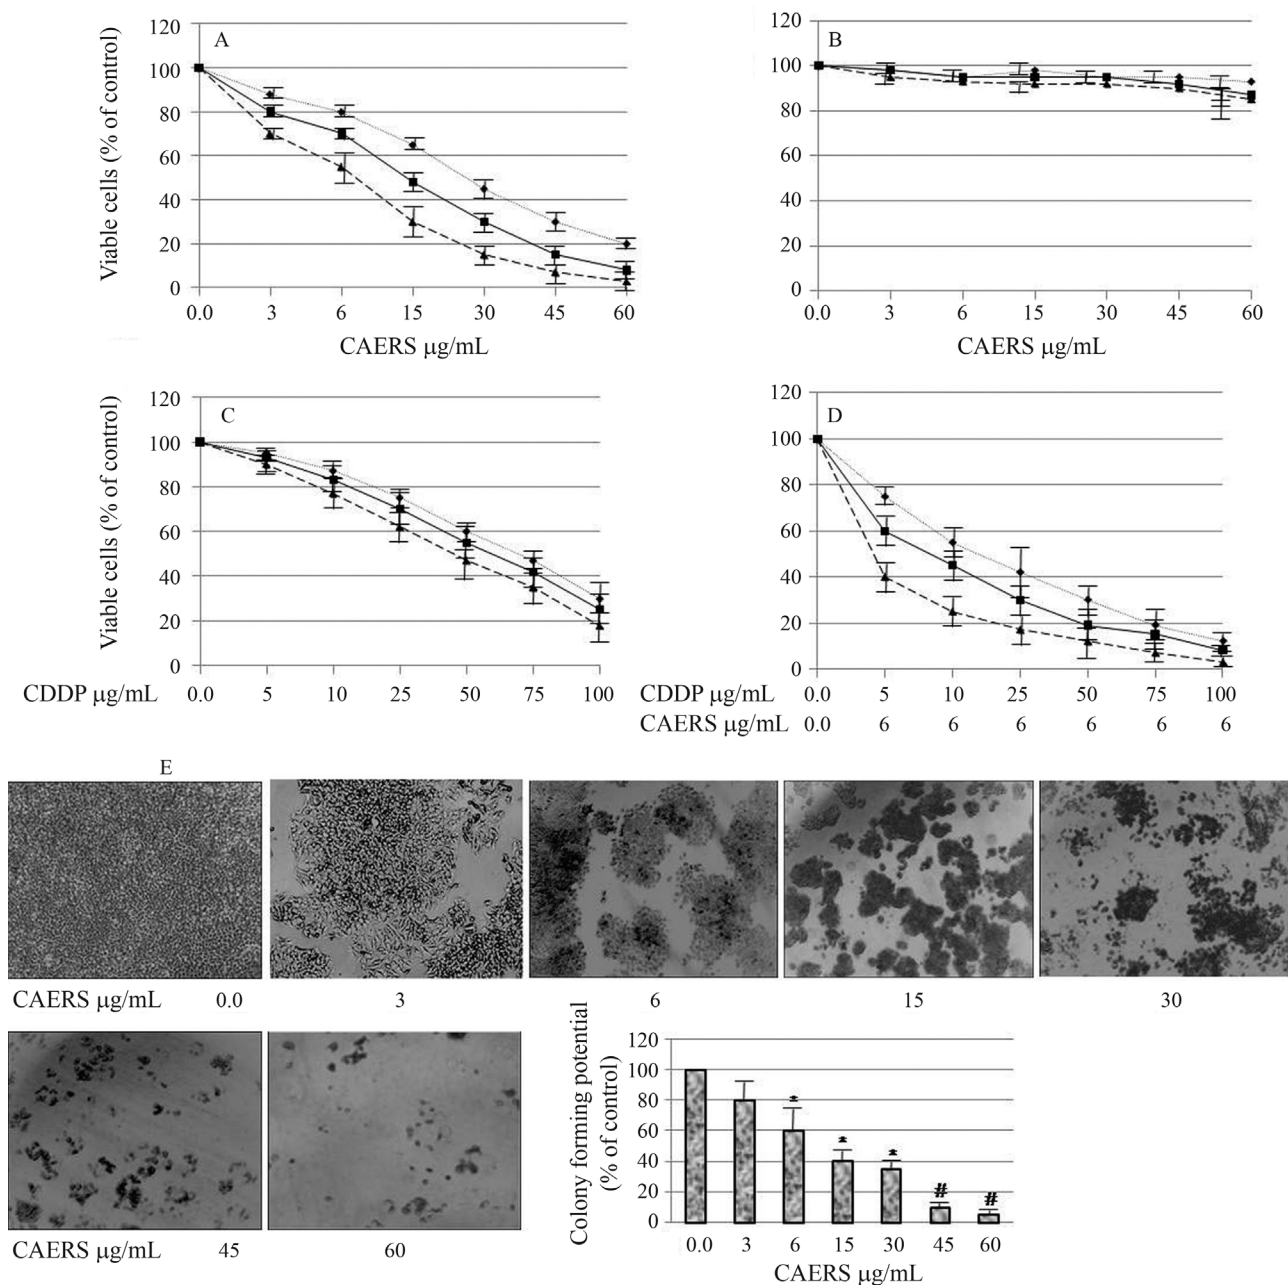 A
120
100
80
60
40
20
0
Viable cells (% of control)
0.0 3 6 15 30 45 60
CAERS μg/mL
B
120
100
80
60
40
20
0
0.0 3 6 15 30 45 60
CAERS μg/mL
C
120
100
80
60
40
20
0
Viable cells (% of control)
CDDP μg/mL 0.0 5 10 25 50 75 100
D
120
100
80
60
40
20
0
CDDP μg/mL 0.0 5 10 25 50 75 100
CAERS μg/mL 0.0 6 6 6 6 6 6
E
CAERS μg/mL 0.0 3 6 15 30
CAERS μg/mL 45 60
Colony forming potential
(% of control)
120
100
80
60
40
20
0
* * * # #
0.0 3 6 15 30 45 60
CAERS μg/mL